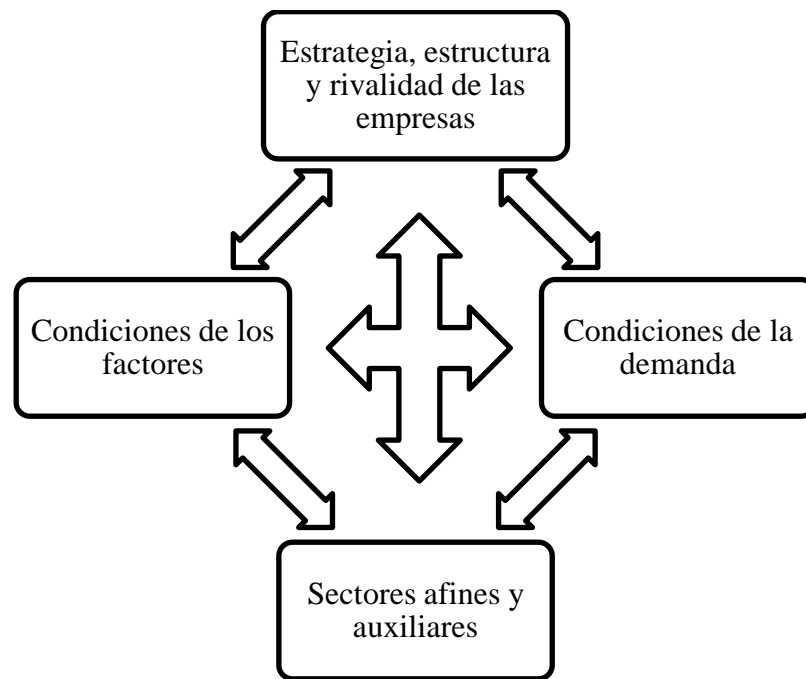 Estrategia, estructura
y rivalidad de las
empresas
Condiciones de los
factores
Condiciones de la
demanda
Sectores afines y
auxiliares